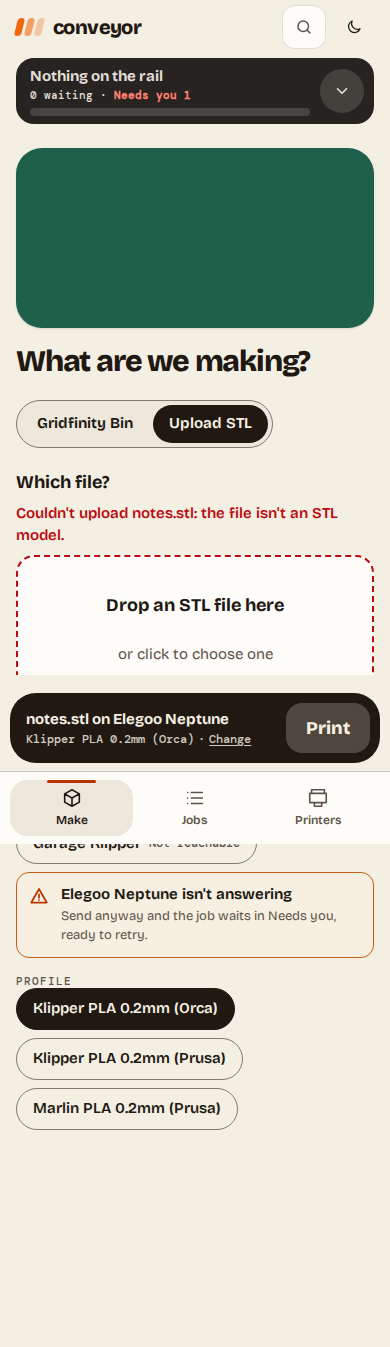 conveyor
Nothing on the rail
0 waiting · Needs you 1
What are we making?
Gridfinity Bin
Upload STL
Which file?
Couldn't upload notes.stl: the file isn't an STL
model.
Drop an STL file here
or click to choose one
notes.stl on Elegoo Neptune
Klipper PLA 0.2mm (Orca) · Change
Print
Make
Jobs
Printers
Garage Klipper Not reachable
Elegoo Neptune isn't answering
Send anyway and the job waits in Needs you,
ready to retry.
PROFILE
Klipper PLA 0.2mm (Orca)
Klipper PLA 0.2mm (Prusa)
Marlin PLA 0.2mm (Prusa)